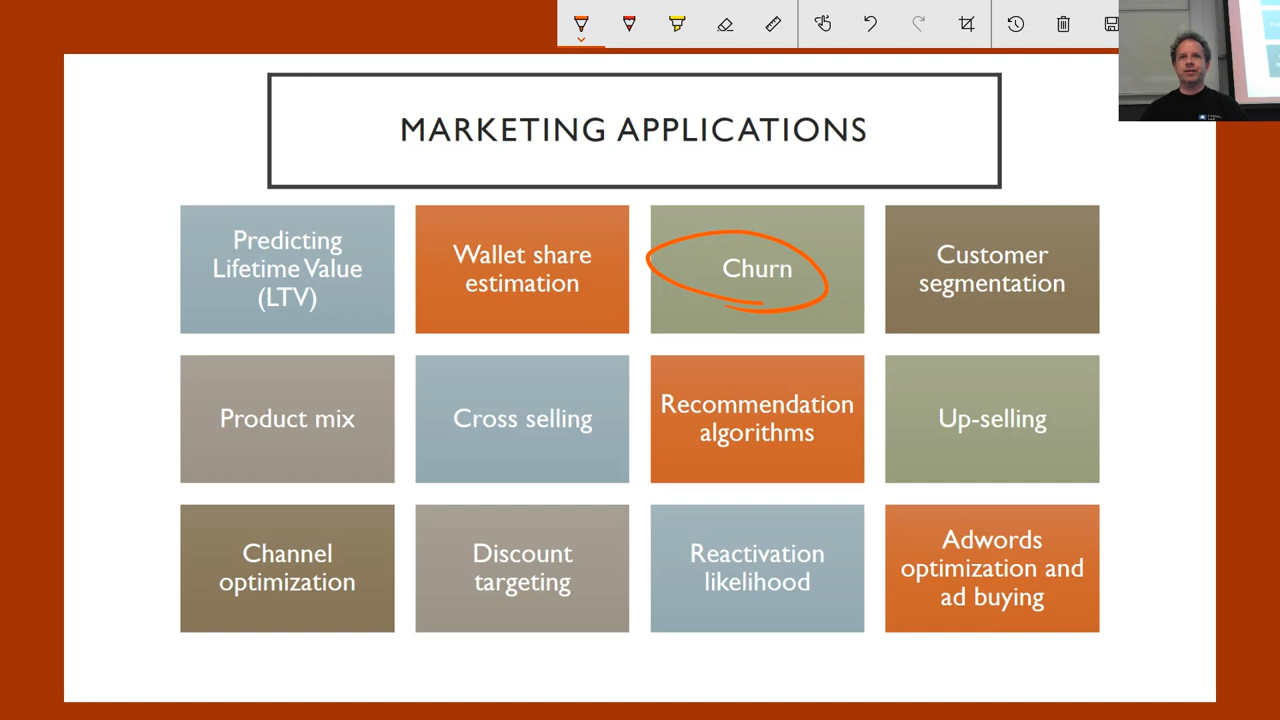 MARKETING APPLICATIONS
Predicting
Lifetime Value
(LTV)
Wallet share
estimation
Churn
Customer
segmentation
Product mix
Cross selling
Recommendation
algorithms
Up-selling
Channel
optimization
Discount
targeting
Reactivation
likelihood
Adwords
optimization and
ad buying